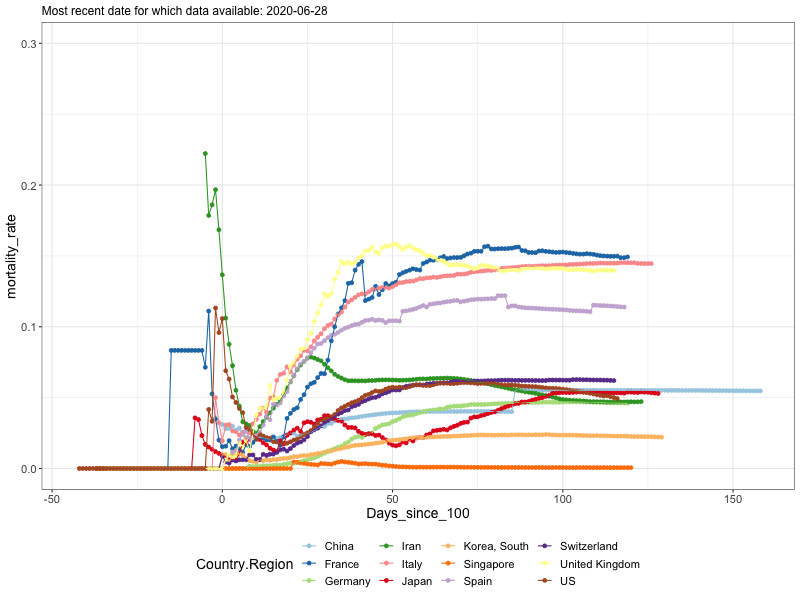 Most recent date for which data available: 2020-06-28
mortality_rate
0.3
0.2
0.1
0.0
-50 0 50 100 150
Days_since_100
Country.Region
China Iran Korea, South Switzerland
France Italy Singapore United Kingdom
Germany Japan Spain US